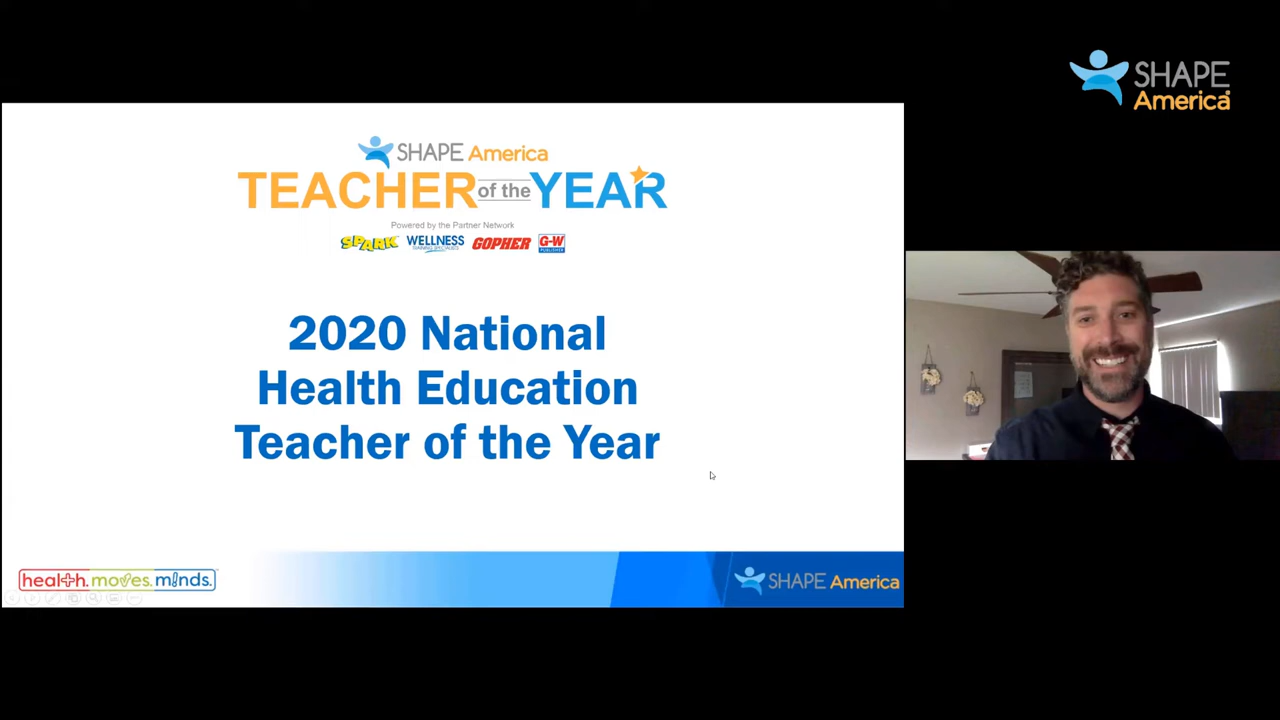 SHAPE America
SHAPE America
TEACHER of the YEAR
Powered by the Partner Network
SPARK WELLNESS GOPHER G-W
PUBLISHER
2020 National
Health Education
Teacher of the Year
health. moves. minds.
SHAPE America